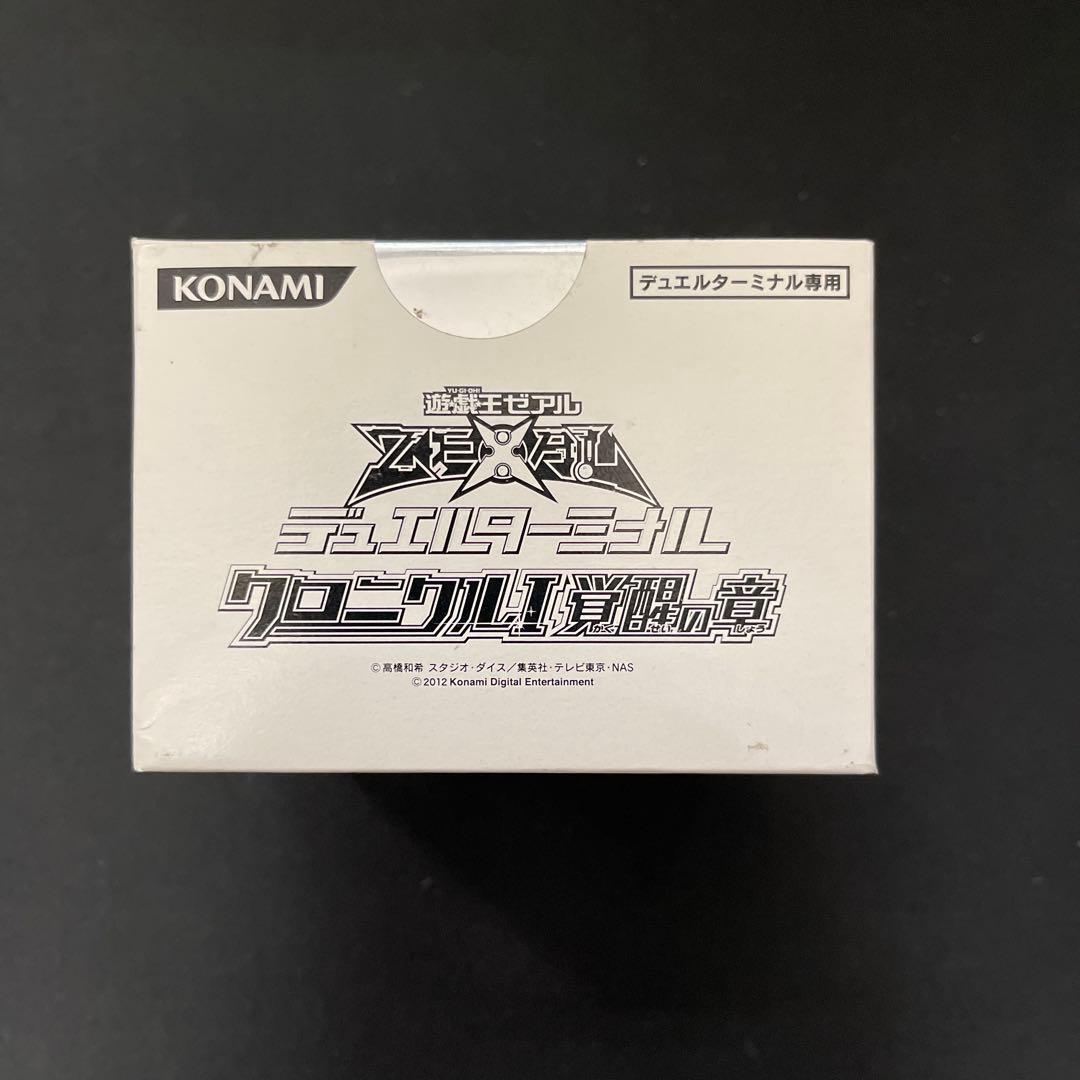 KONAMI
デュエルターミナル専用
YU-GI-OH!
遊☆戯☆王ゼアル
ZEXAL
デュエルターミナル
クロニクルI 覚醒の章
かく せい しょう
©高橋和希 スタジオ・ダイス／集英社・テレビ東京・NAS
©2012 Konami Digital Entertainment